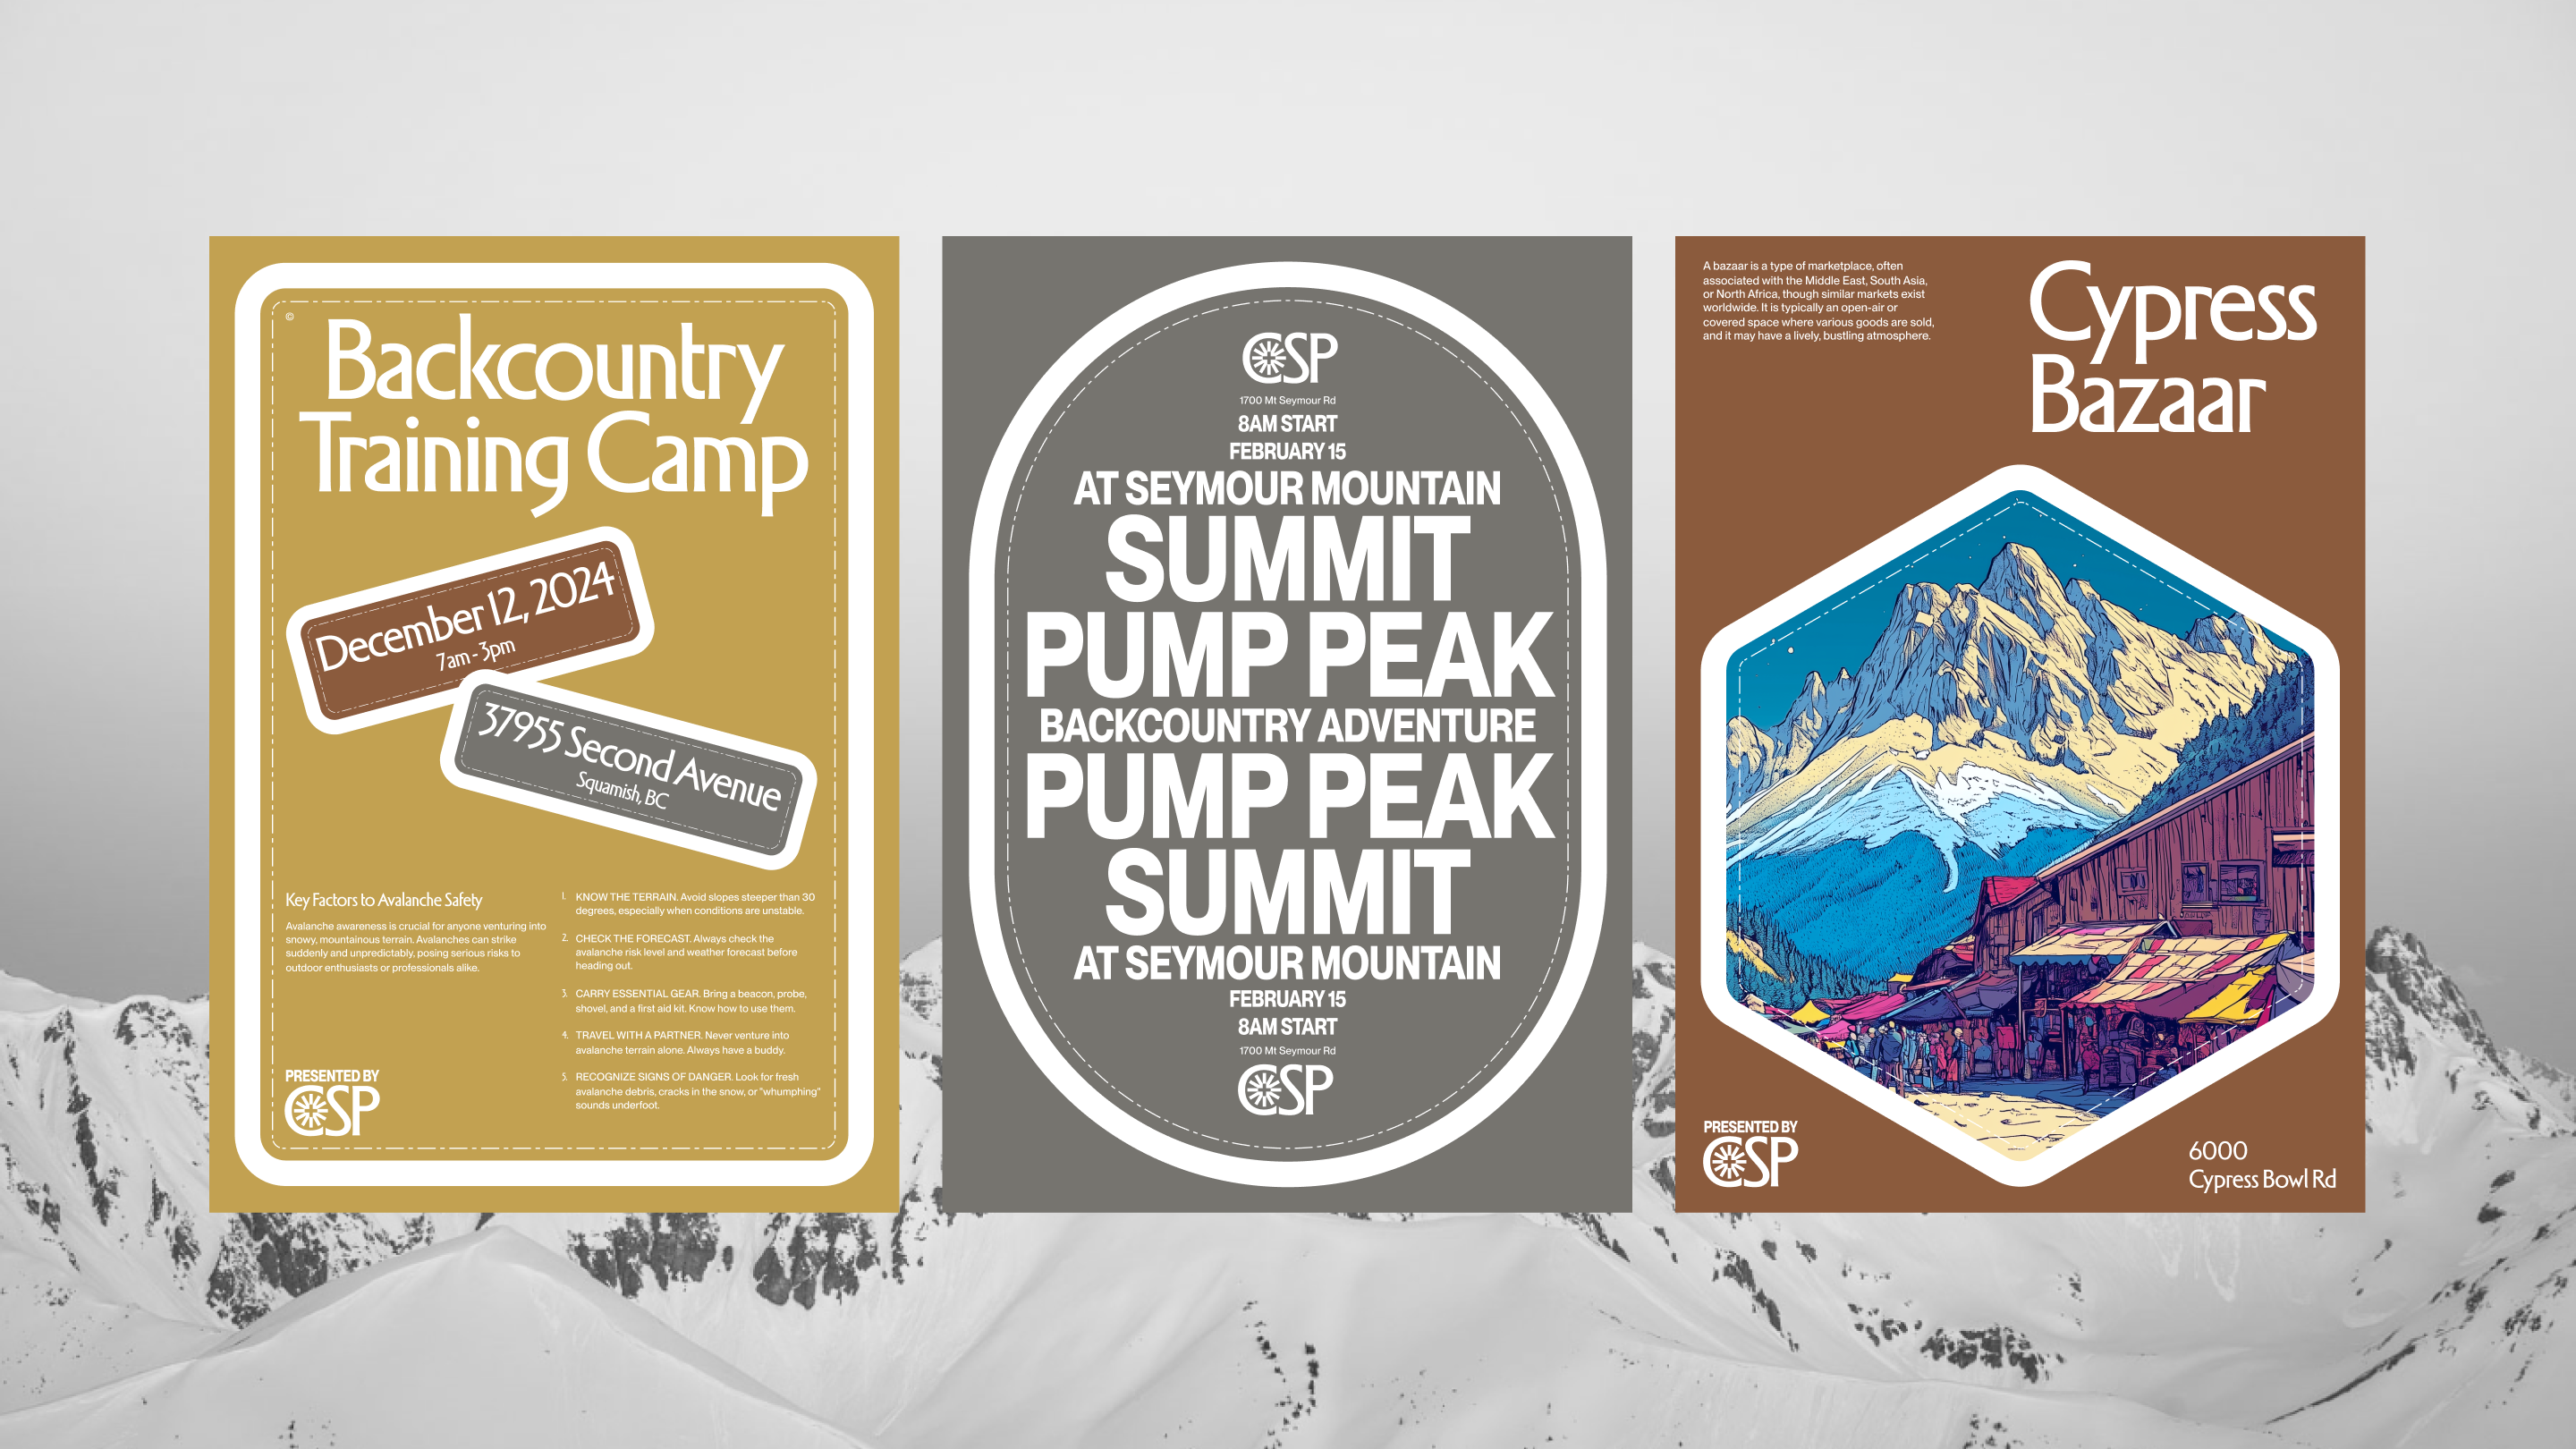 ©
Backcountry
Training Camp
December 12, 2024
7am - 3pm
37955 Second Avenue
Squamish, BC
Key Factors to Avalanche Safety
Avalanche awareness is crucial for anyone venturing into
snowy, mountainous terrain. Avalanches can strike
suddenly and unpredictably, posing serious risks to
outdoor enthusiasts or professionals alike.
1. KNOW THE TERRAIN. Avoid slopes steeper than 30
degrees, especially when conditions are unstable.
2. CHECK THE FORECAST. Always check the
avalanche risk level and weather forecast before
heading out.
3. CARRY ESSENTIAL GEAR. Bring a beacon, probe,
shovel, and a first aid kit. Know how to use them.
4. TRAVEL WITH A PARTNER. Never venture into
avalanche terrain alone. Always have a buddy.
5. RECOGNIZE SIGNS OF DANGER. Look for fresh
avalanche debris, cracks in the snow, or "whumphing"
sounds underfoot.
PRESENTED BY
CSP
CSP
1700 Mt Seymour Rd
8AM START
FEBRUARY 15
AT SEYMOUR MOUNTAIN
SUMMIT
PUMP PEAK
BACKCOUNTRY ADVENTURE
PUMP PEAK
SUMMIT
AT SEYMOUR MOUNTAIN
FEBRUARY 15
8AM START
1700 Mt Seymour Rd
CSP
A bazaar is a type of marketplace, often
associated with the Middle East, South Asia,
or North Africa, though similar markets exist
worldwide. It is typically an open-air or
covered space where various goods are sold,
and it may have a lively, bustling atmosphere.
Cypress
Bazaar
PRESENTED BY
CSP
6000
Cypress Bowl Rd